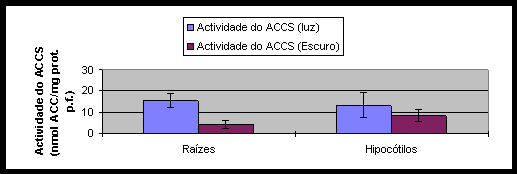 Actividade do ACCS (luz)
Actividade do ACCS (Escuro)
Actividade do ACCS
(nmol ACC/mg prot.
p.f.)
30
20
10
0
Raízes
Hipocótilos